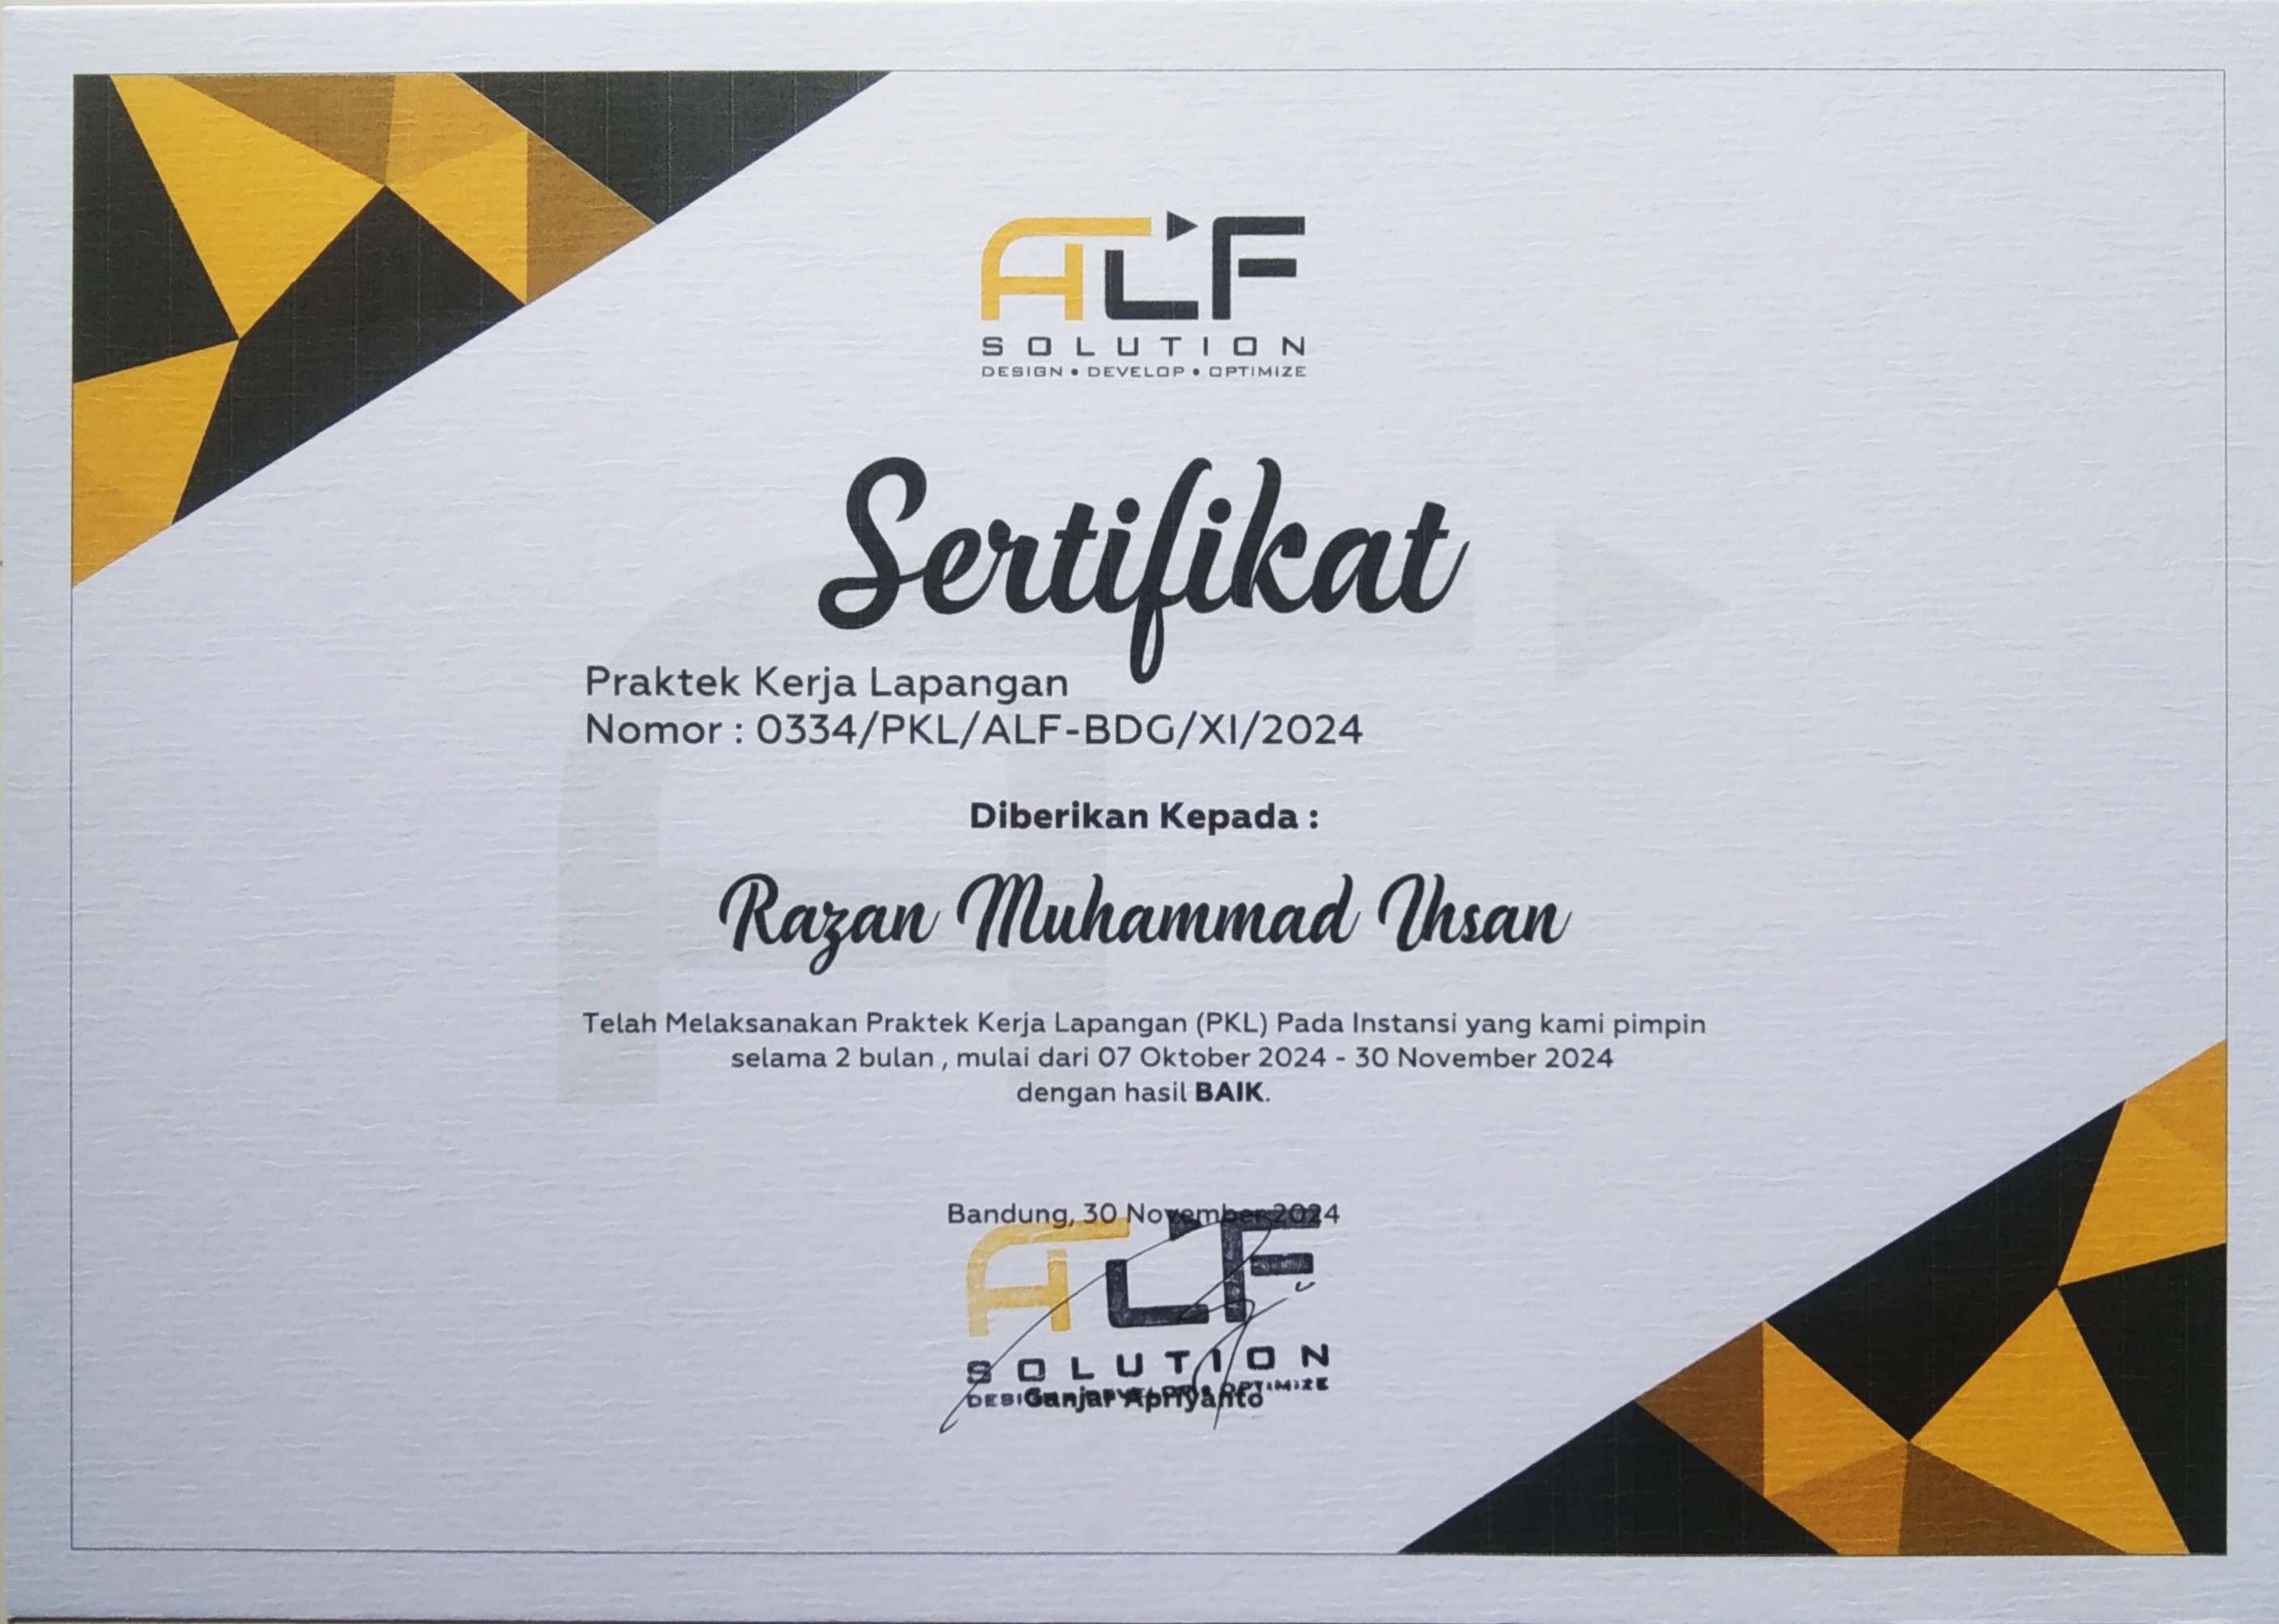 ALF
SOLUTION
DESIGN • DEVELOP • OPTIMIZE
Sertifikat
Praktek Kerja Lapangan
Nomor : 0334/PKL/ALF-BDG/XI/2024
Diberikan Kepada :
Razan Muhammad Ihsan
Telah Melaksanakan Praktek Kerja Lapangan (PKL) Pada Instansi yang kami pimpin
selama 2 bulan , mulai dari 07 Oktober 2024 - 30 November 2024
dengan hasil BAIK.
Bandung, 30 November 2024
ALF
SOLUTION
DESIGN • DEVELOP • OPTIMIZE
Ganjar Apriyanto